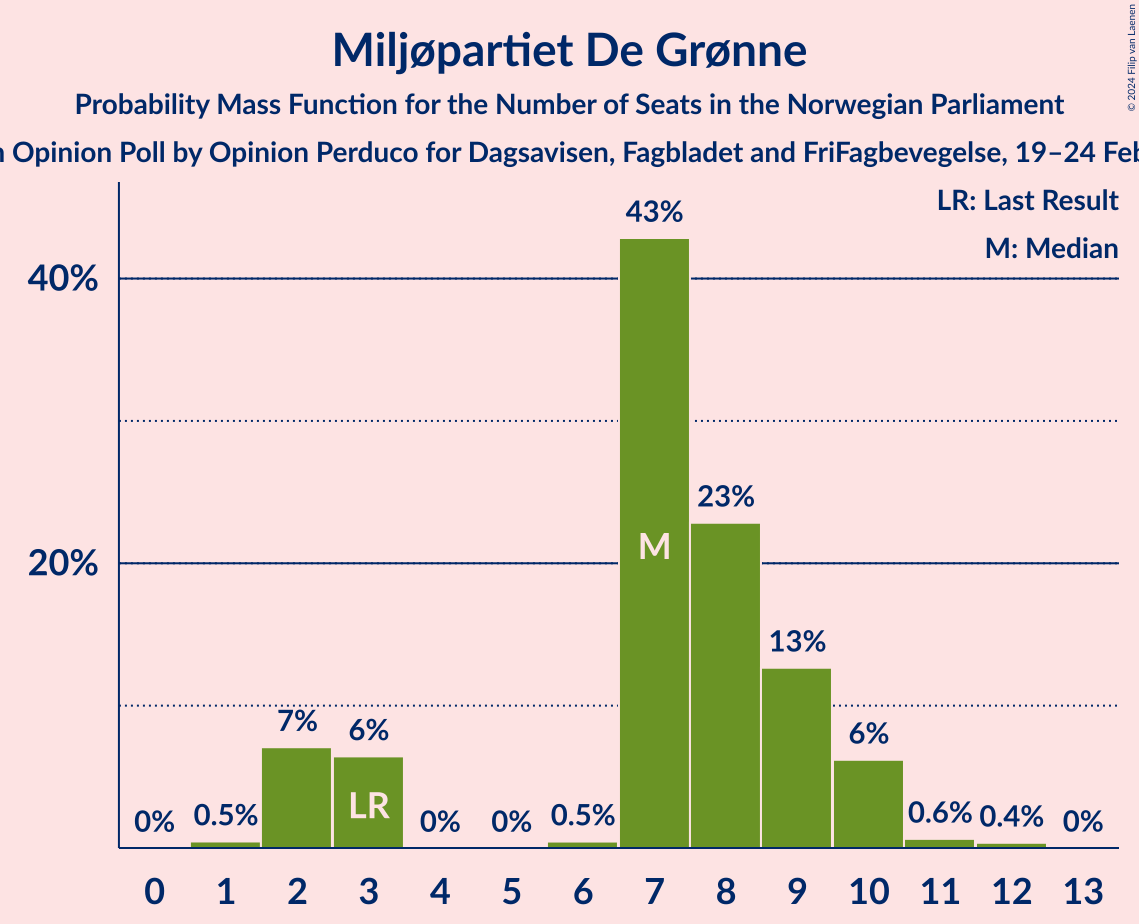 Miljøpartiet De Grønne
Probability Mass Function for the Number of Seats in the Norwegian Parliament
Opinion Poll by Opinion Perduco for Dagsavisen, Fagbladet and FriFagbevegelse, 19–24 Feb
© 2024 Filip van Laenen
LR: Last Result
M: Median
40%
20%
0% 0.5% 7% 6% 0% 0% 0.5% 43% 23% 13% 6% 0.6% 0.4% 0%
LR
M
0 1 2 3 4 5 6 7 8 9 10 11 12 13